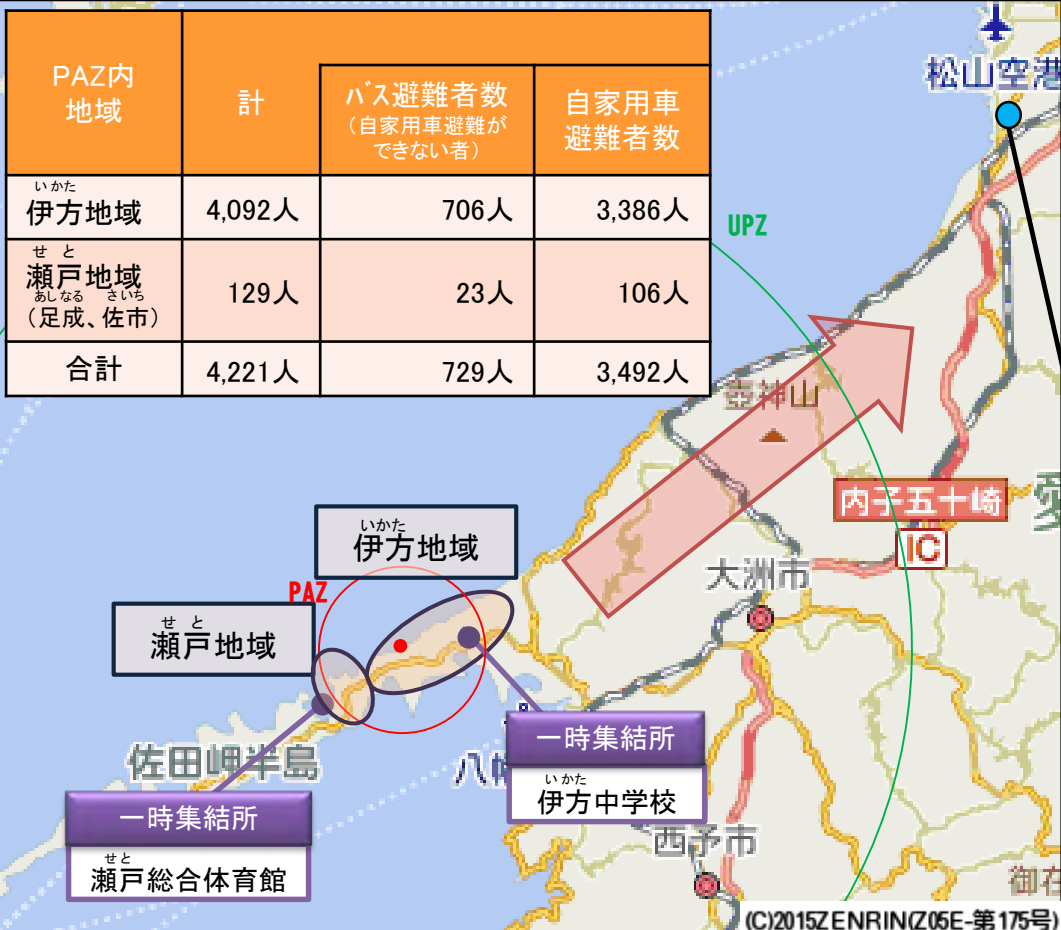 PAZ内
地域
計
バス避難者数
（自家用車避難が
できない者）
自家用車
避難者数
いかた
伊方地域
4,092人
706人
3,386人
せと
瀬戸地域
あしなる さいち
（足成、佐市）
129人
23人
106人
合計
4,221人
729人
3,492人
松山空港
UPZ
壺神山
内子五十崎
IC
大洲市
いかた
伊方地域
PAZ
せと
瀬戸地域
佐田岬半島
八幡
一時集結所
いかた
伊方中学校
一時集結所
せと
瀬戸総合体育館
西予市
愛
御在
(C)2015ZENRIN(Z05E-第175号)